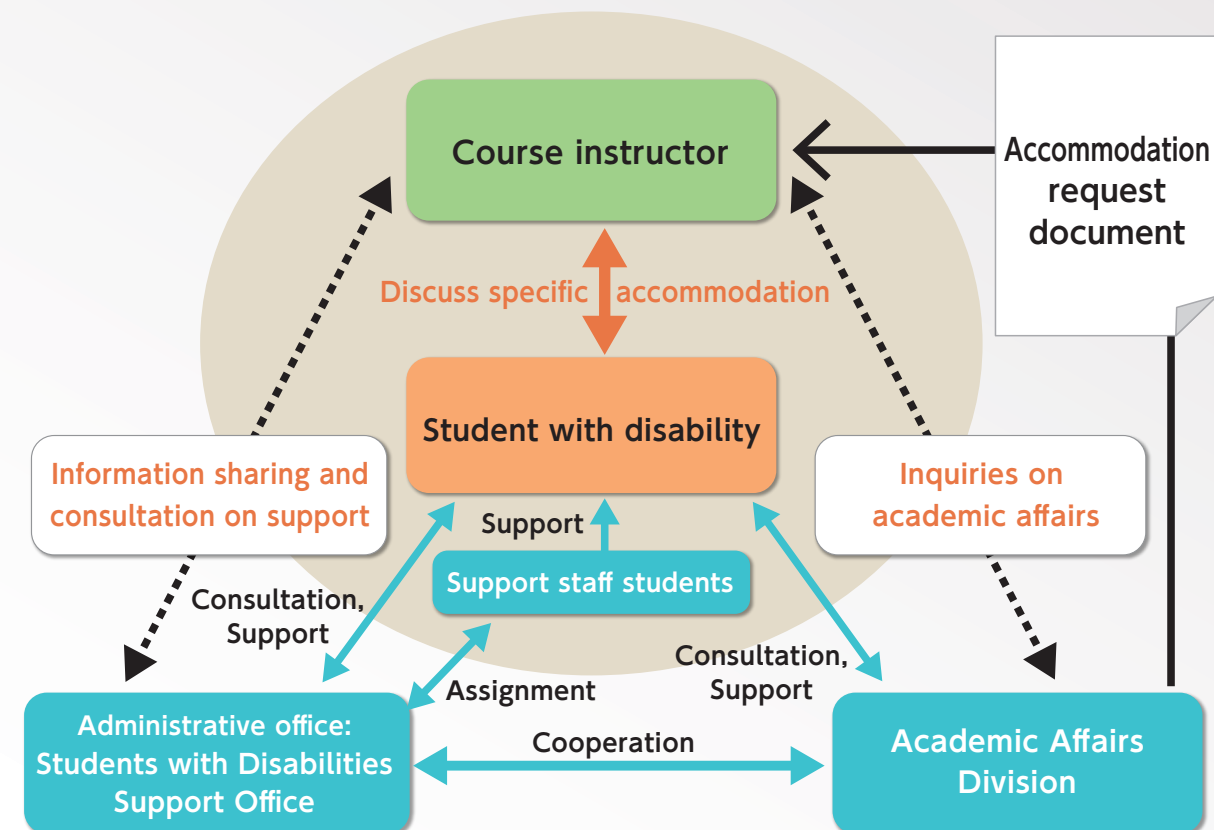 Course instructor
Accommodation
request
document
Discuss specific accommodation
Student with disability
Information sharing and
consultation on support
Inquiries on
academic affairs
Support
Support staff students
Consultation,
Support
Consultation,
Support
Assignment
Cooperation
Administrative office:
Students with Disabilities
Support Office
Academic Affairs
Division